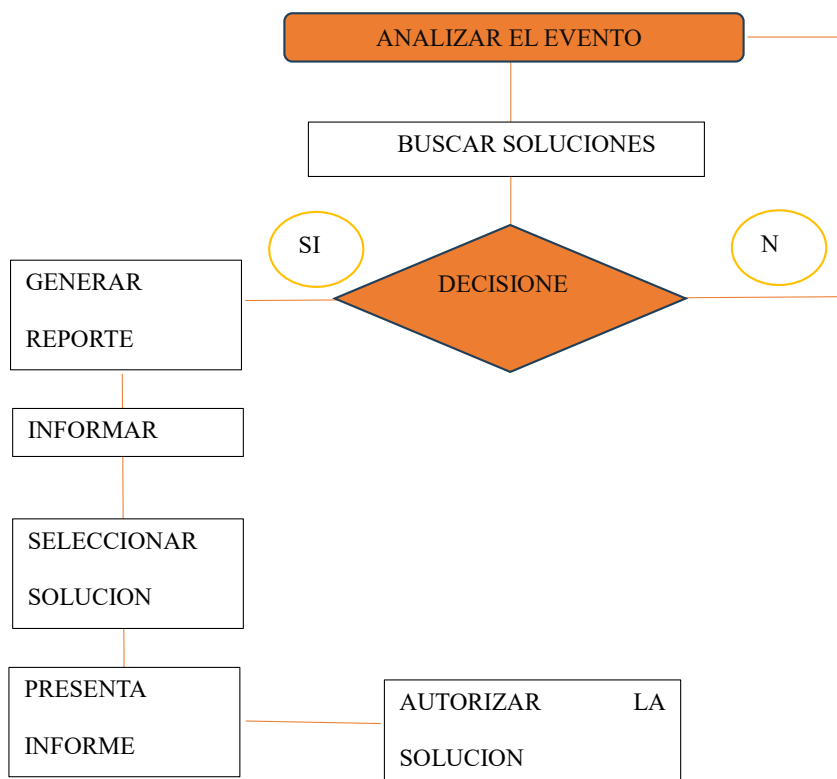 ANALIZAR EL EVENTO
BUSCAR SOLUCIONES
SI
N
DECISIONE
GENERAR
REPORTE
INFORMAR
SELECCIONAR
SOLUCION
PRESENTA
INFORME
AUTORIZAR LA
SOLUCION